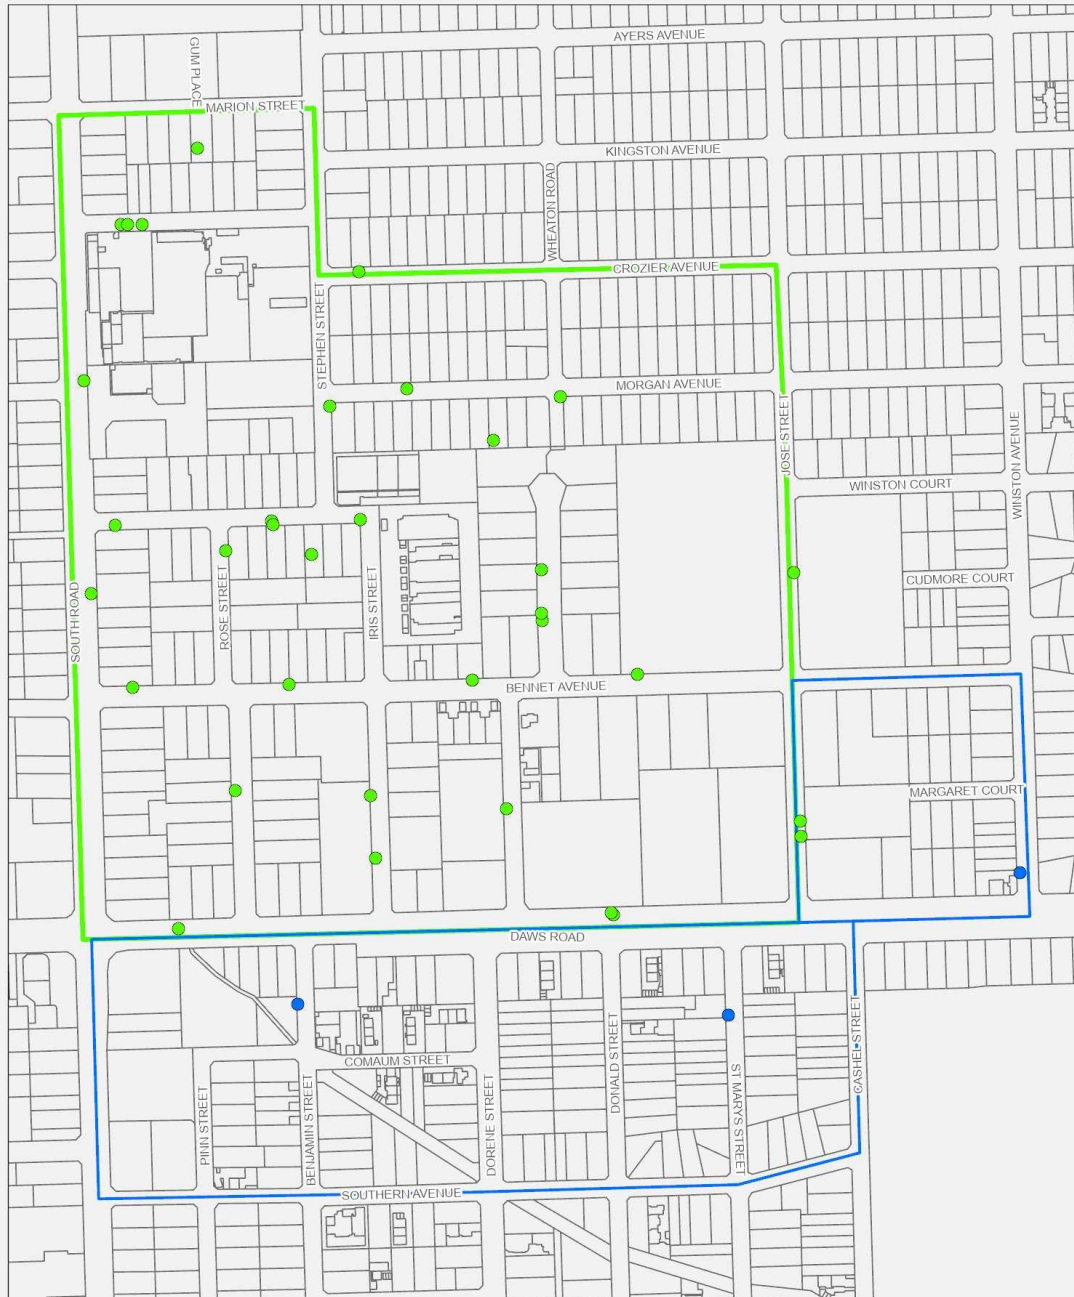 AYERS AVENUE
GUM PLACE
MARION STREET
KINGSTON AVENUE
WHEATON ROAD
CROZIER AVENUE
STEPHEN STREET
MORGAN AVENUE
JOSE STREET
WINSTON AVENUE
WINSTON COURT
CUDMORE COURT
SOUTH ROAD
ROSE STREET
IRIS STREET
BENNET AVENUE
MARGARET COURT
DAWS ROAD
CASHEL STREET
DONALD STREET
COMAUM STREET
ST MARYS STREET
PINN STREET
BENJAMIN STREET
DORENE STREET
SOUTHERN AVENUE